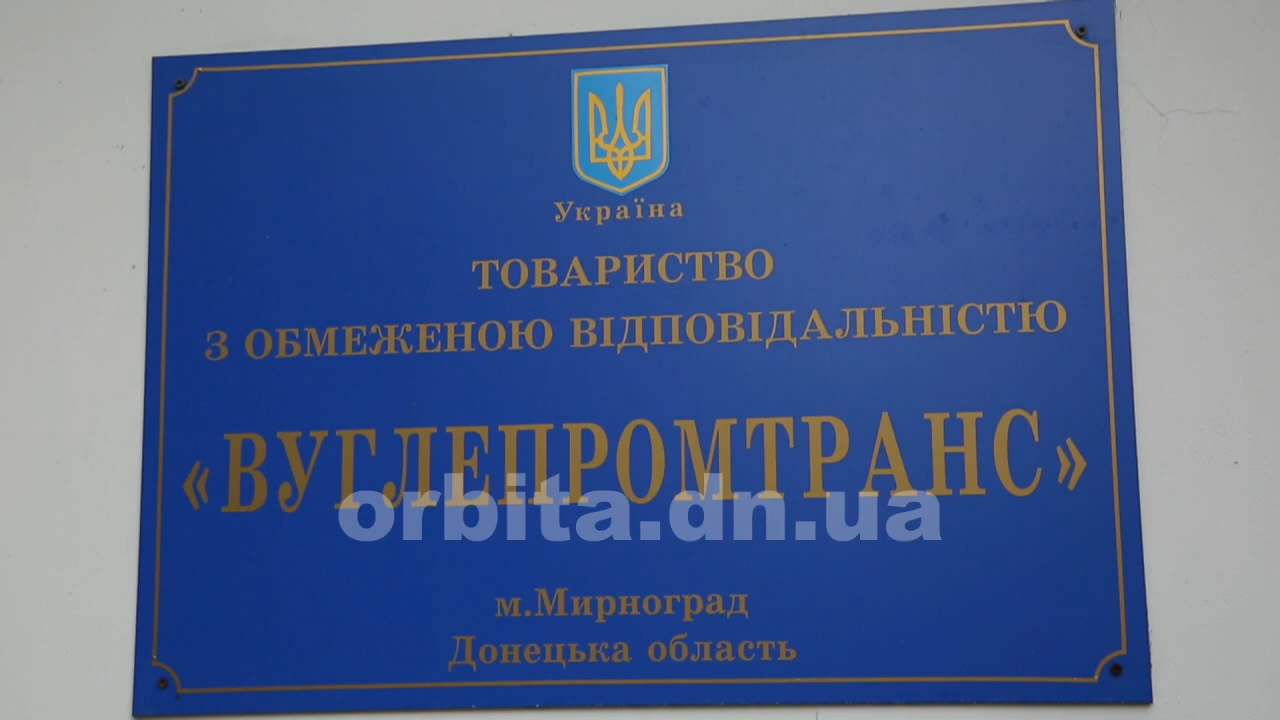 Україна
ТОВАРИСТВО
З ОБМЕЖЕНОЮ ВІДПОВІДАЛЬНІСТЮ
«ВУГЛЕПРОМТРАНС»
orbita.dn.ua
м.Мирноград
Донецька область